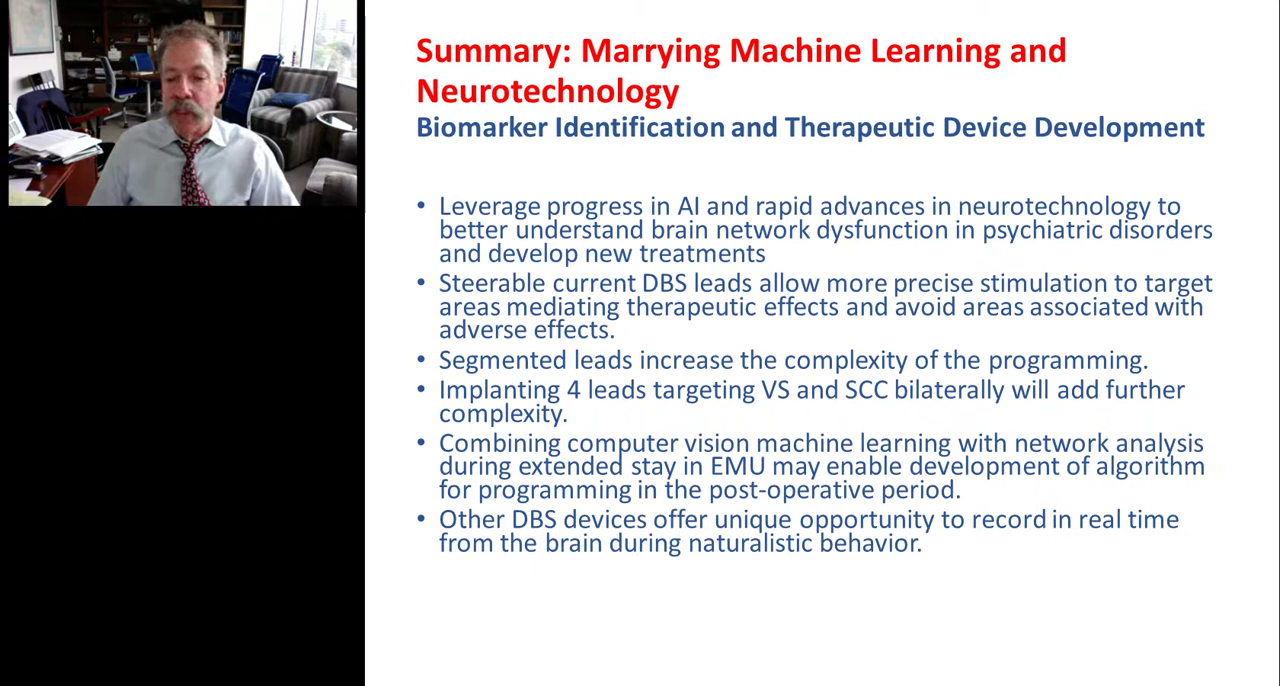 Summary: Marrying Machine Learning and
Neurotechnology
Biomarker Identification and Therapeutic Device Development
• Leverage progress in AI and rapid advances in neurotechnology to
better understand brain network dysfunction in psychiatric disorders
and develop new treatments
• Steerable current DBS leads allow more precise stimulation to target
areas mediating therapeutic effects and avoid areas associated with
adverse effects.
• Segmented leads increase the complexity of the programming.
• Implanting 4 leads targeting VS and SCC bilaterally will add further
complexity.
• Combining computer vision machine learning with network analysis
during extended stay in EMU may enable development of algorithm
for programming in the post-operative period.
• Other DBS devices offer unique opportunity to record in real time
from the brain during naturalistic behavior.